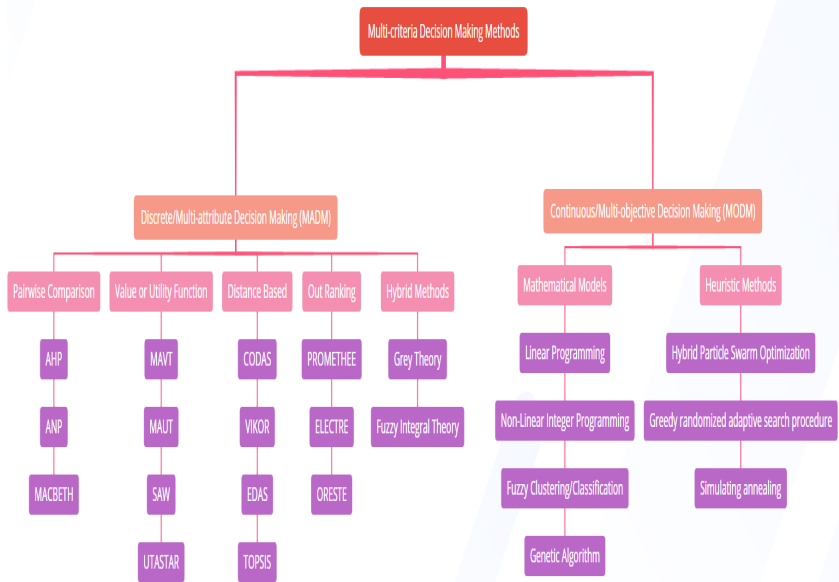 Multi-criteria Decision Making Methods
Discrete/Multi-attribute Decision Making (MADM)
Continuous/Multi-objective Decision Making (MODM)
Pairwise Comparison
Value or Utility Function
Distance Based
Out Ranking
Hybrid Methods
Mathematical Models
Heuristic Methods
AHP
MAVT
CODAS
PROMETHEE
Grey Theory
Linear Programming
Hybrid Particle Swarm Optimization
ANP
MAUT
VIKOR
ELECTRE
Fuzzy Integral Theory
Non-Linear Integer Programming
Greedy randomized adaptive search procedure
MACBETH
SAW
EDAS
ORESTE
Fuzzy Clustering/Classification
Simulating annealing
UTASTAR
TOPSIS
Genetic Algorithm